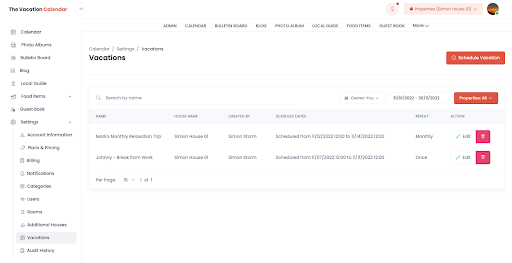 The Vacation Calendar
Properties (Simon House 01)
ADMIN CALENDAR BULLETIN BOARD BLOG PHOTO ALBUM LOCAL GUIDE FOOD ITEMS GUEST BOOK More
Calendar
Photo Albums
Bulletin Board
Blog
Local Guide
Food Items
Guest Book
Settings
Account Information
Plans & Pricing
Billing
Notifications
Categories
Users
Rooms
Additional Houses
Vacations
Audit History
Calendar / Settings / Vacations
Vacations
Schedule Vacation
Search by name
Owner: You
31/10/2022 - 30/11/2022
Properties: All
NAME HOUSE NAME CREATED BY SCHEDULE DATES REPEAT ACTION
Mark's Monthly Relaxation Trip Simon House 01 Simon Storm Scheduled from 11/12/2022 12:00 to 11/14/2022 12:00 Monthly Edit
Johnny - Break from Work Simon House 01 Simon Storm Scheduled from 11/07/2022 12:00 to 11/11/2022 12:00 Once Edit
Per Page: 15 1 of 1